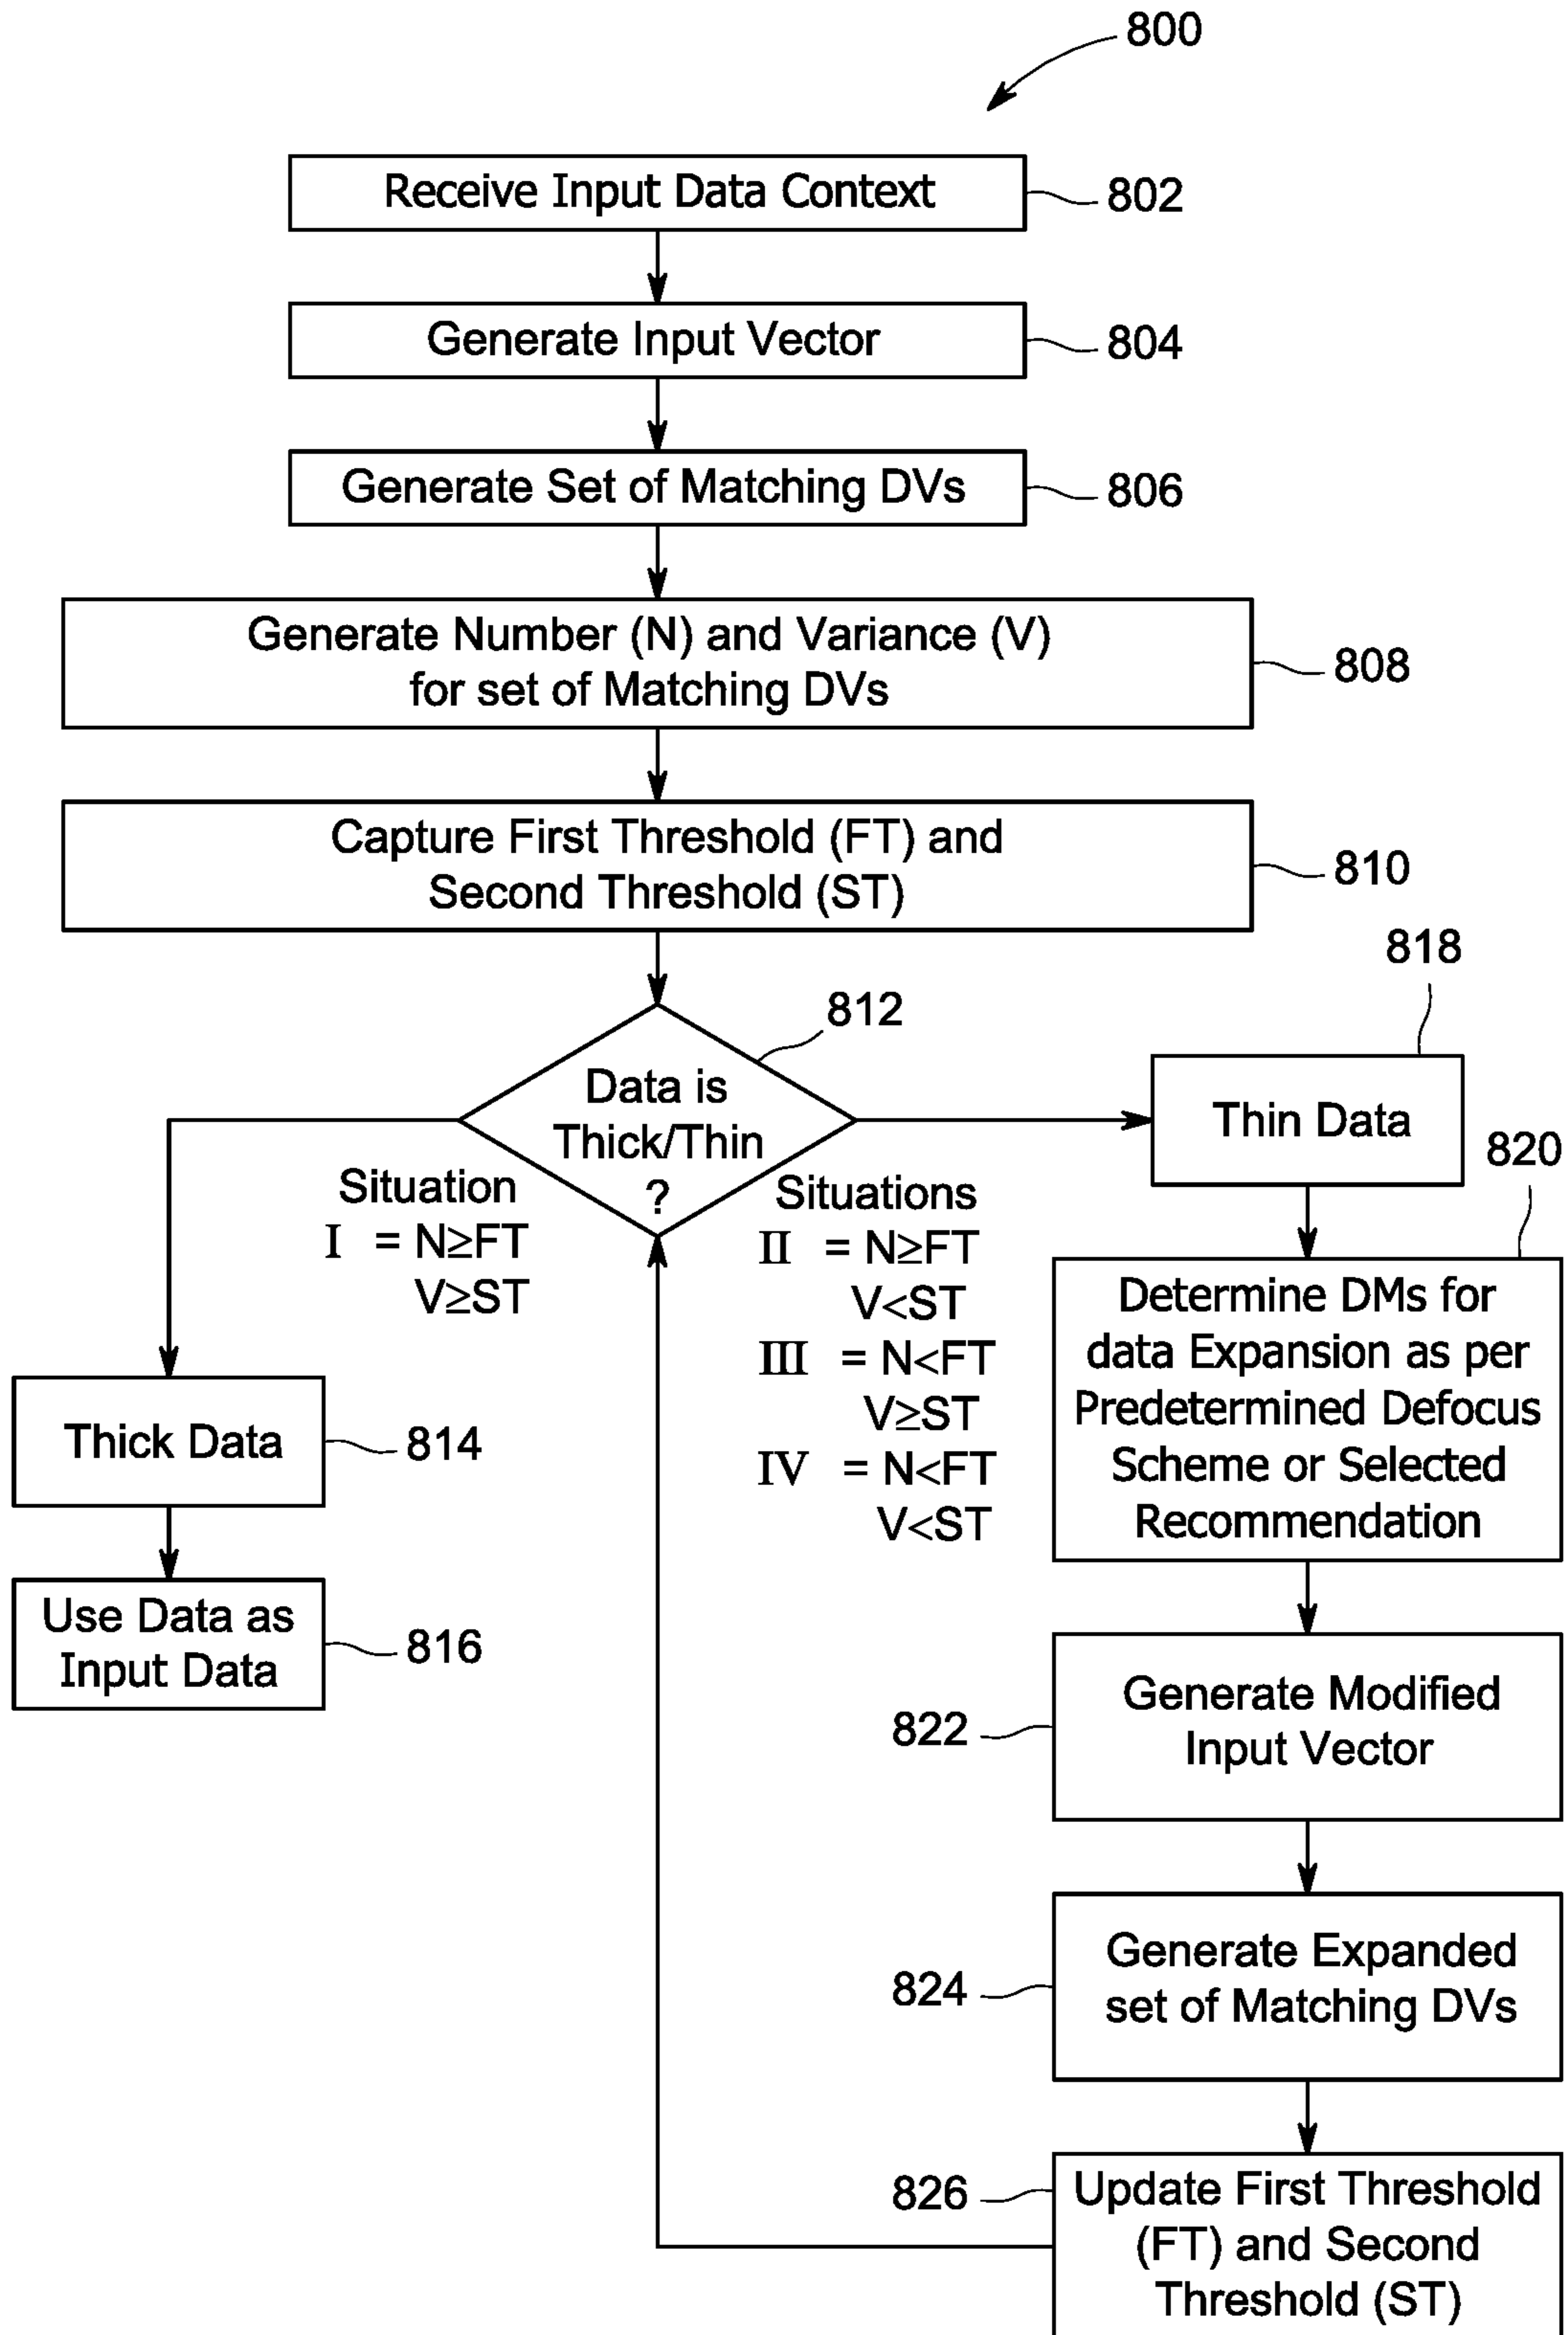 800
Receive Input Data Context
802
Generate Input Vector
804
Generate Set of Matching DVs
806
Generate Number (N) and Variance (V)
for set of Matching DVs
808
Capture First Threshold (FT) and
Second Threshold (ST)
810
812
Data is
Thick/Thin
?
Situation
I = N≥FT
V≥ST
Thick Data
814
Use Data as
Input Data
816
Situations
II = N≥FT
V<ST
III = N<FT
V≥ST
IV = N<FT
V<ST
818
Thin Data
820
Determine DMs for
data Expansion as per
Predetermined Defocus
Scheme or Selected
Recommendation
822
Generate Modified
Input Vector
824
Generate Expanded
set of Matching DVs
826
Update First Threshold
(FT) and Second
Threshold (ST)